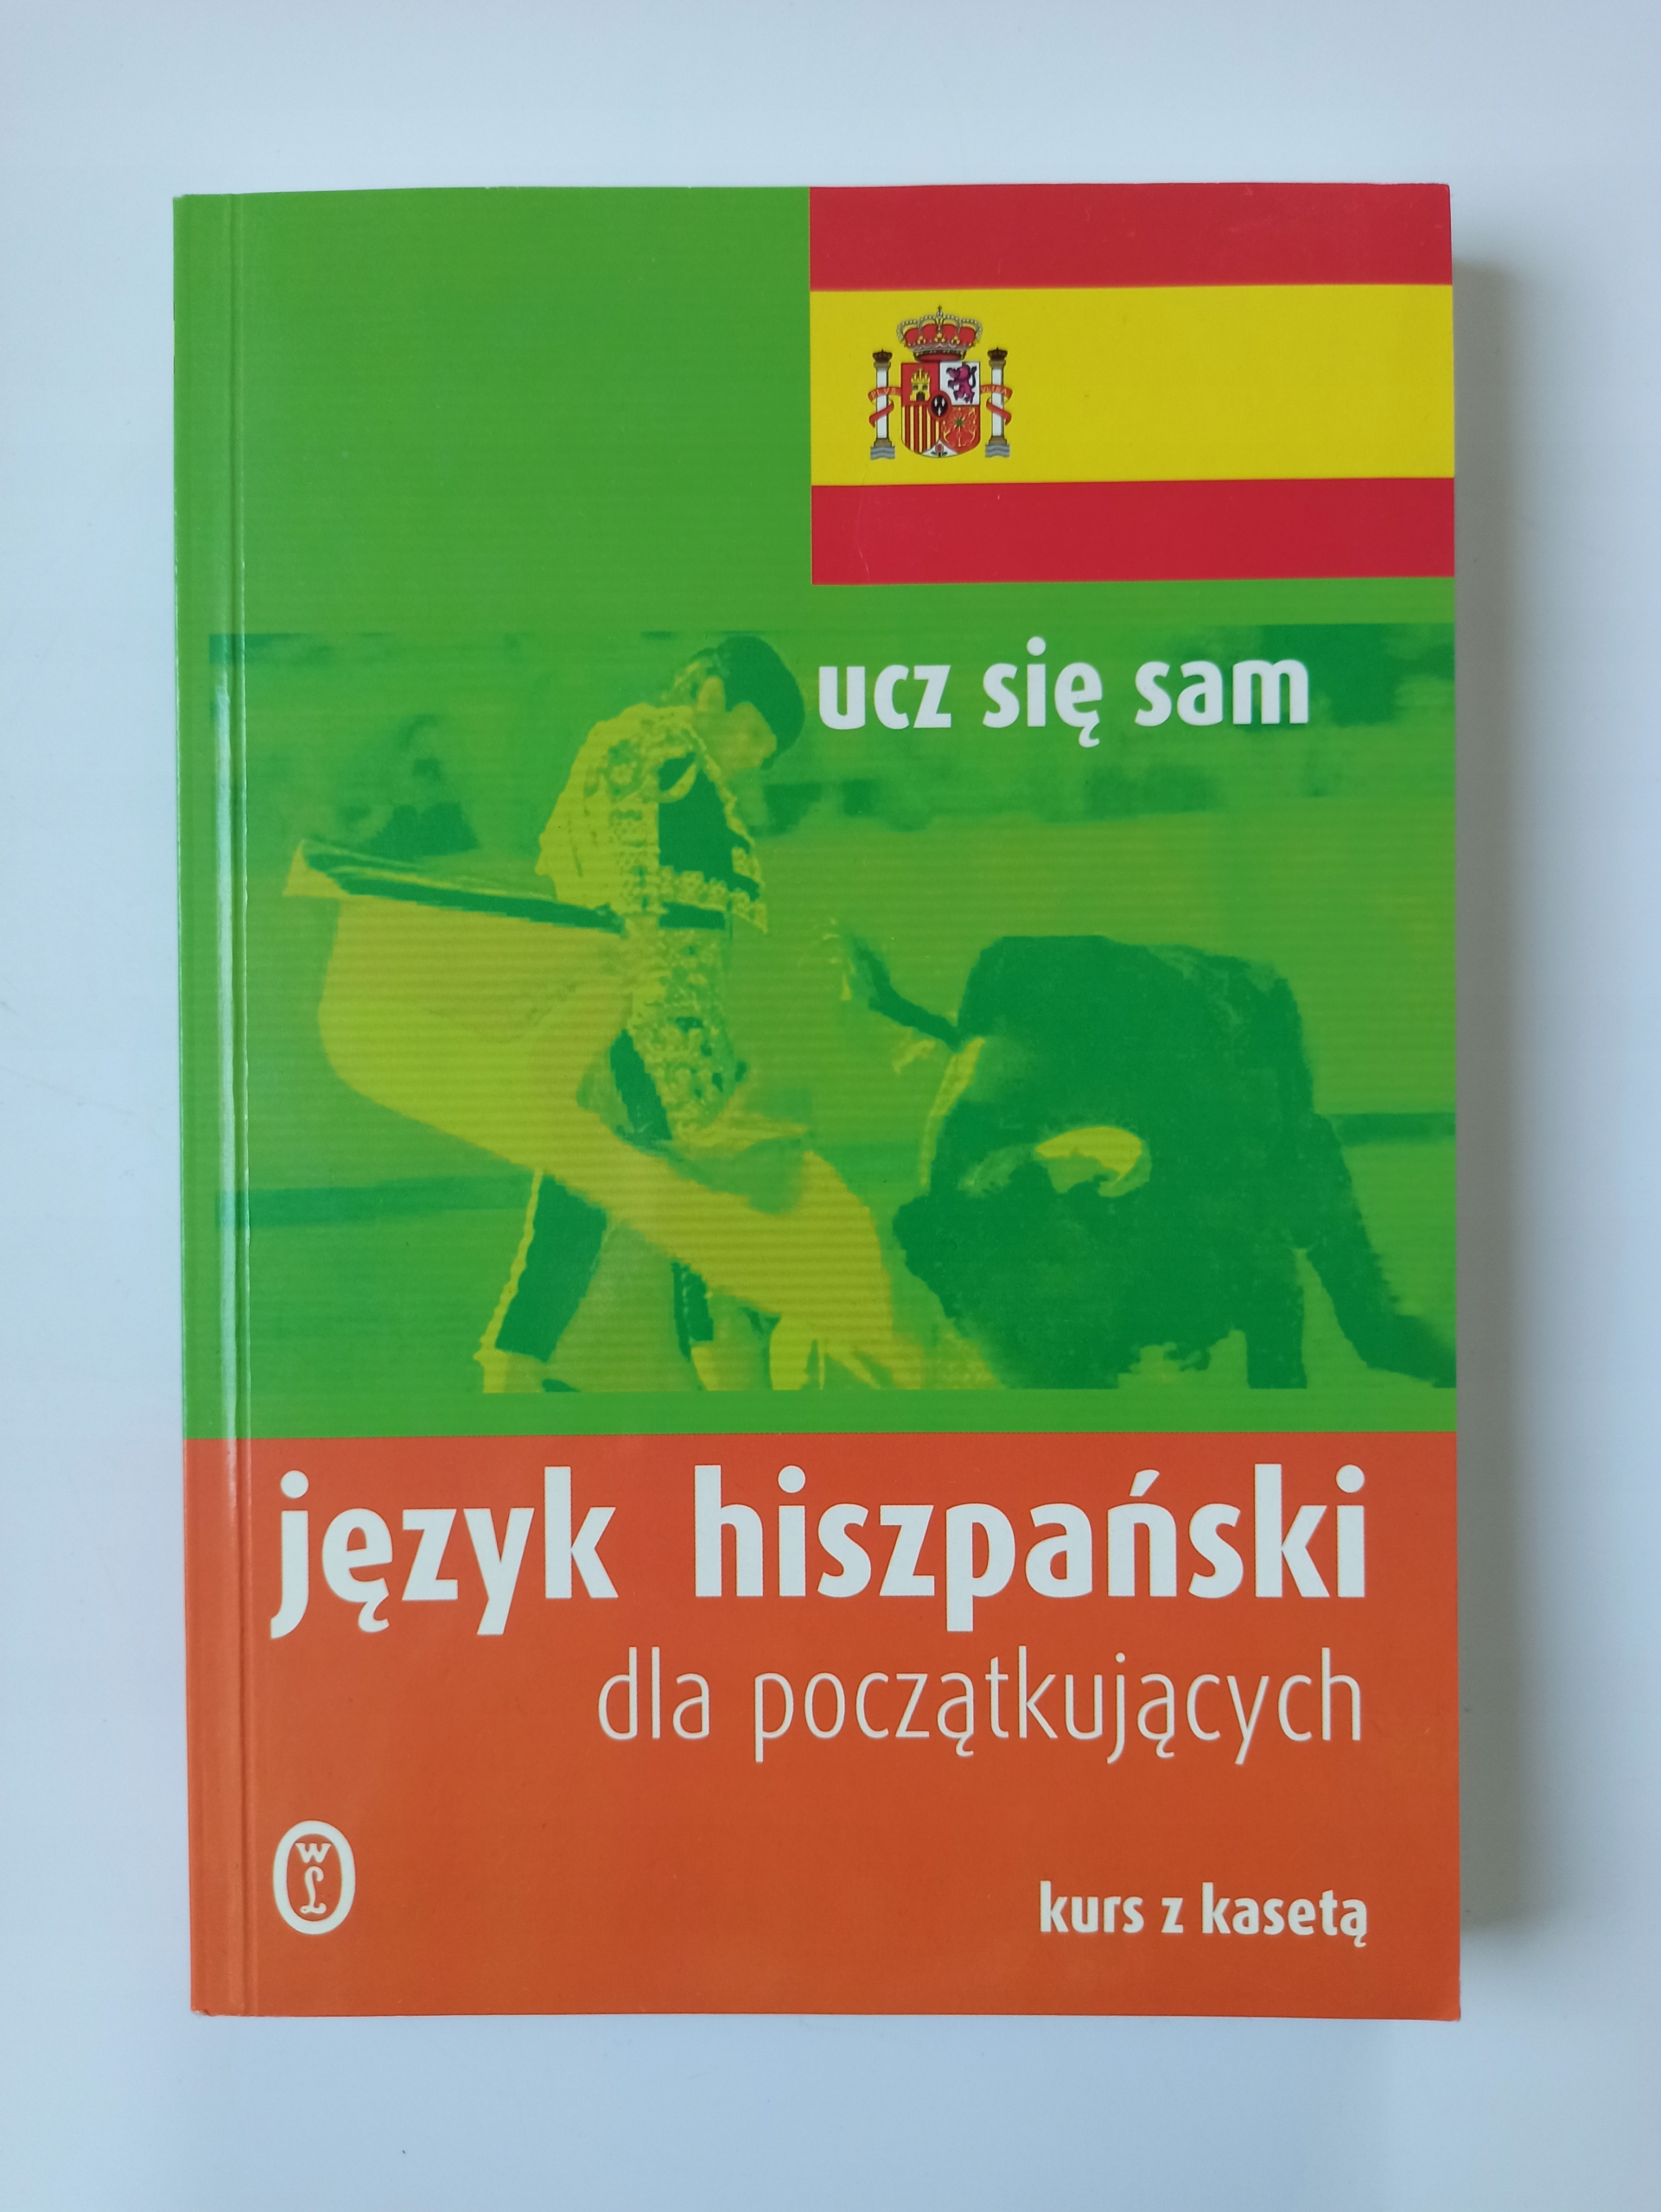 ucz się sam
język hiszpański
dla początkujących
W
Ł
kurs z kasetą